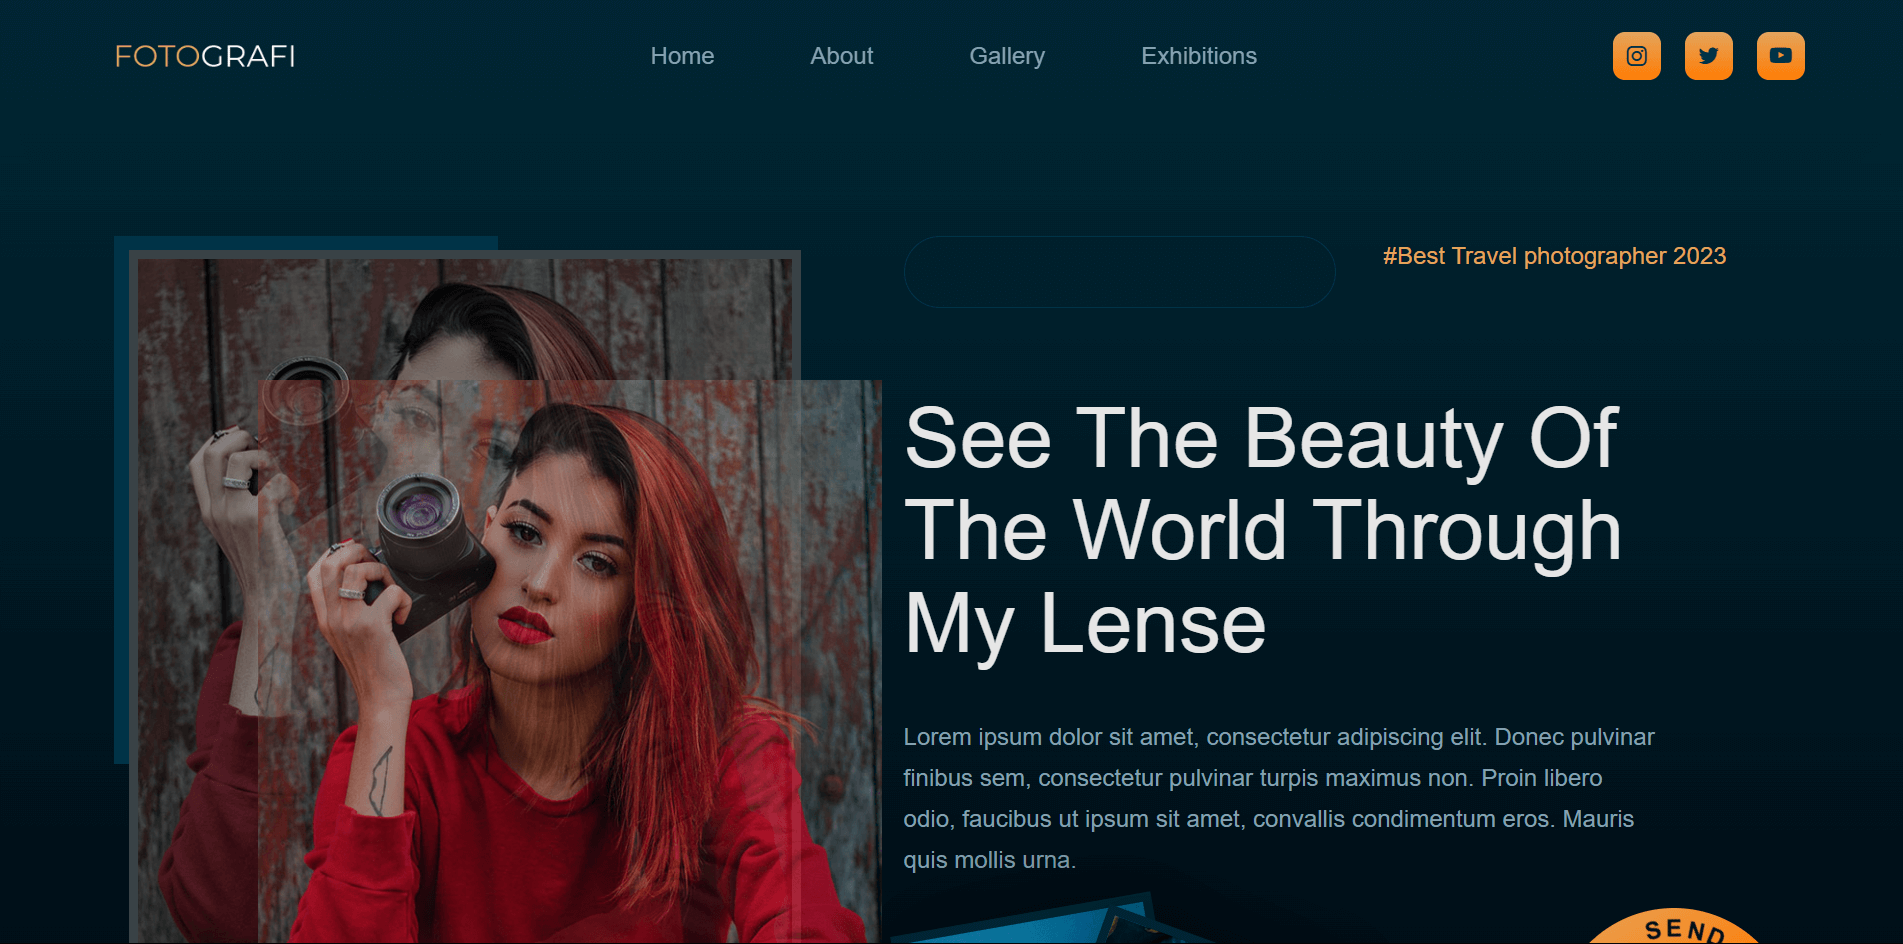 FOTOGRAFI
Home About Gallery Exhibitions
#Best Travel photographer 2023
See The Beauty Of
The World Through
My Lense
Lorem ipsum dolor sit amet, consectetur adipiscing elit. Donec pulvinar
finibus sem, consectetur pulvinar turpis maximus non. Proin libero
odio, faucibus ut ipsum sit amet, convallis condimentum eros. Mauris
quis mollis urna.
SEND